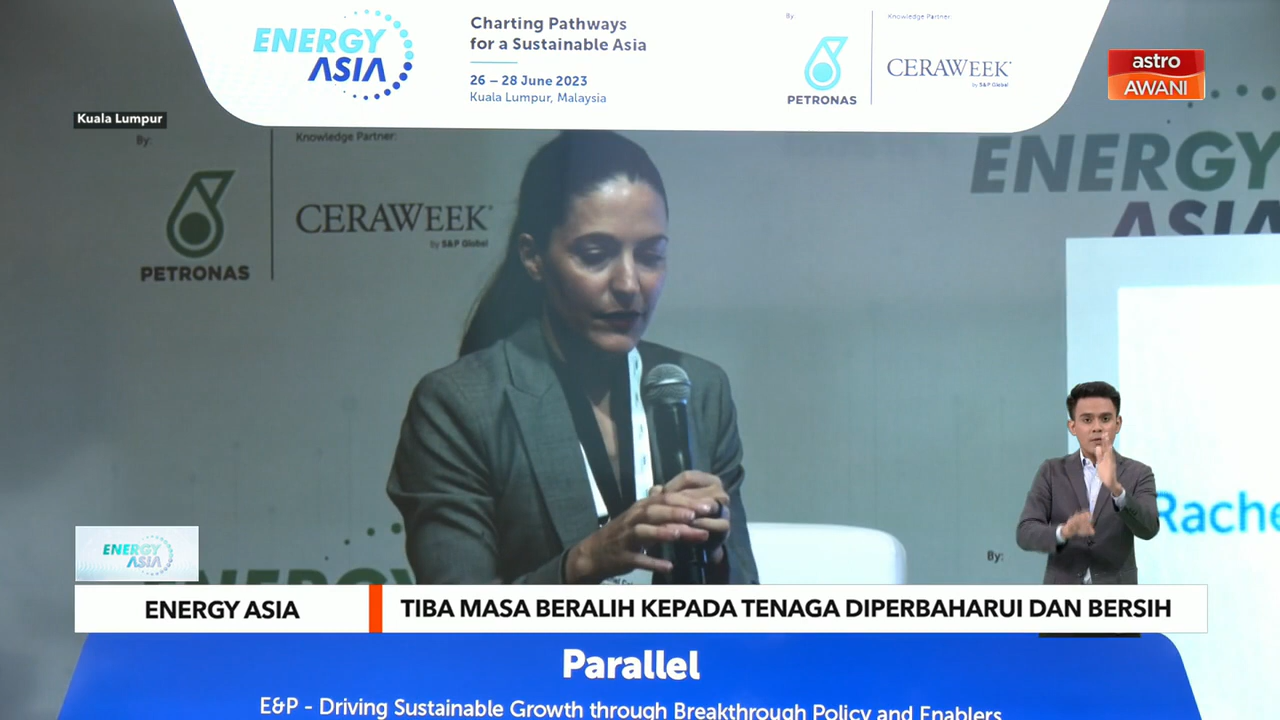 ENERGY
ASIA
Charting Pathways
for a Sustainable Asia
26 – 28 June 2023
Kuala Lumpur, Malaysia
By:
PETRONAS
Knowledge Partner:
CERAWEEK
by S&P Global
astro
AWANI
Kuala Lumpur
By:
PETRONAS
Knowledge Partner:
CERAWEEK
by S&P Global
ENERGY
ASIA
Rache
By:
ENERGY
ASIA
ENERGY
ENERGY ASIA
TIBA MASA BERALIH KEPADA TENAGA DIPERBAHARUI DAN BERSIH
Parallel
E&P - Driving Sustainable Growth through Breakthrough Policy and Enablers